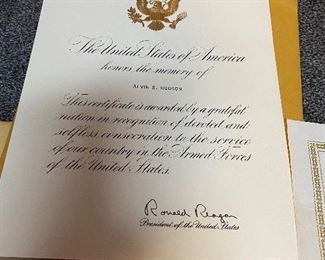 The United States of America
honors the memory of
ALVIN E. HUDSON
This certificate is awarded by a grateful
nation in recognition of devoted and
selfless consecration to the service
of our country in the Armed Forces
of the United States.
Ronald Reagan
President of the United States